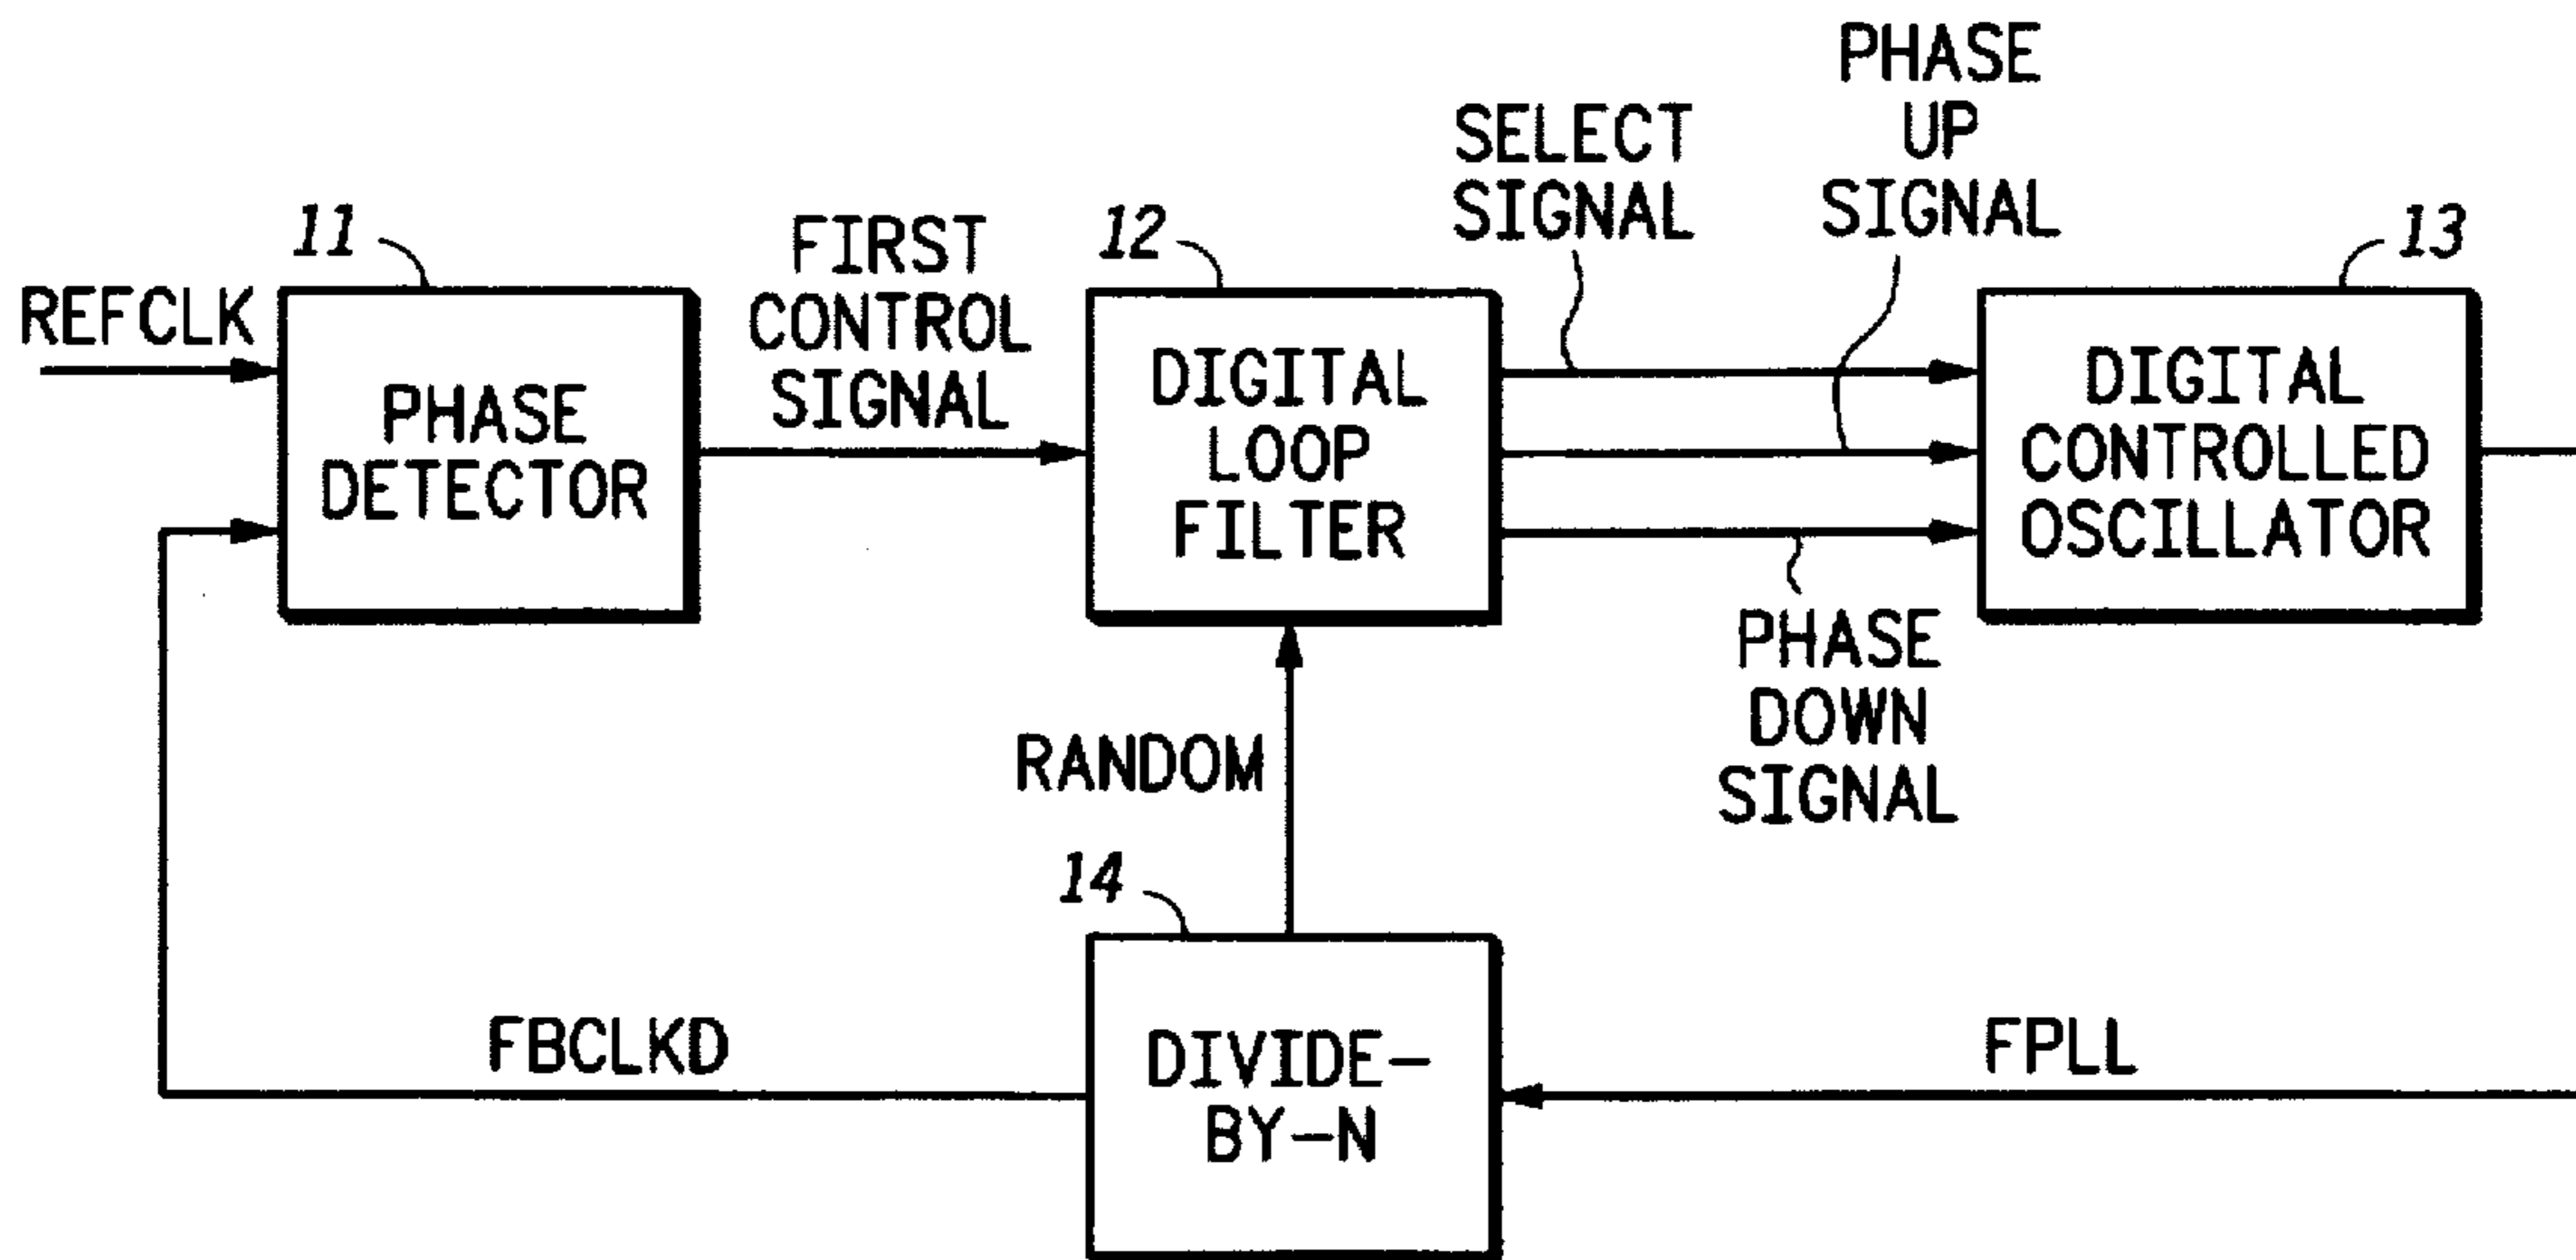 REFCLK
11
PHASE
DETECTOR
FIRST
CONTROL
SIGNAL
12
DIGITAL
LOOP
FILTER
SELECT
SIGNAL
PHASE
UP
SIGNAL
PHASE
DOWN
SIGNAL
13
DIGITAL
CONTROLLED
OSCILLATOR
RANDOM
14
DIVIDE-
BY-N
FBCLKD
FPLL